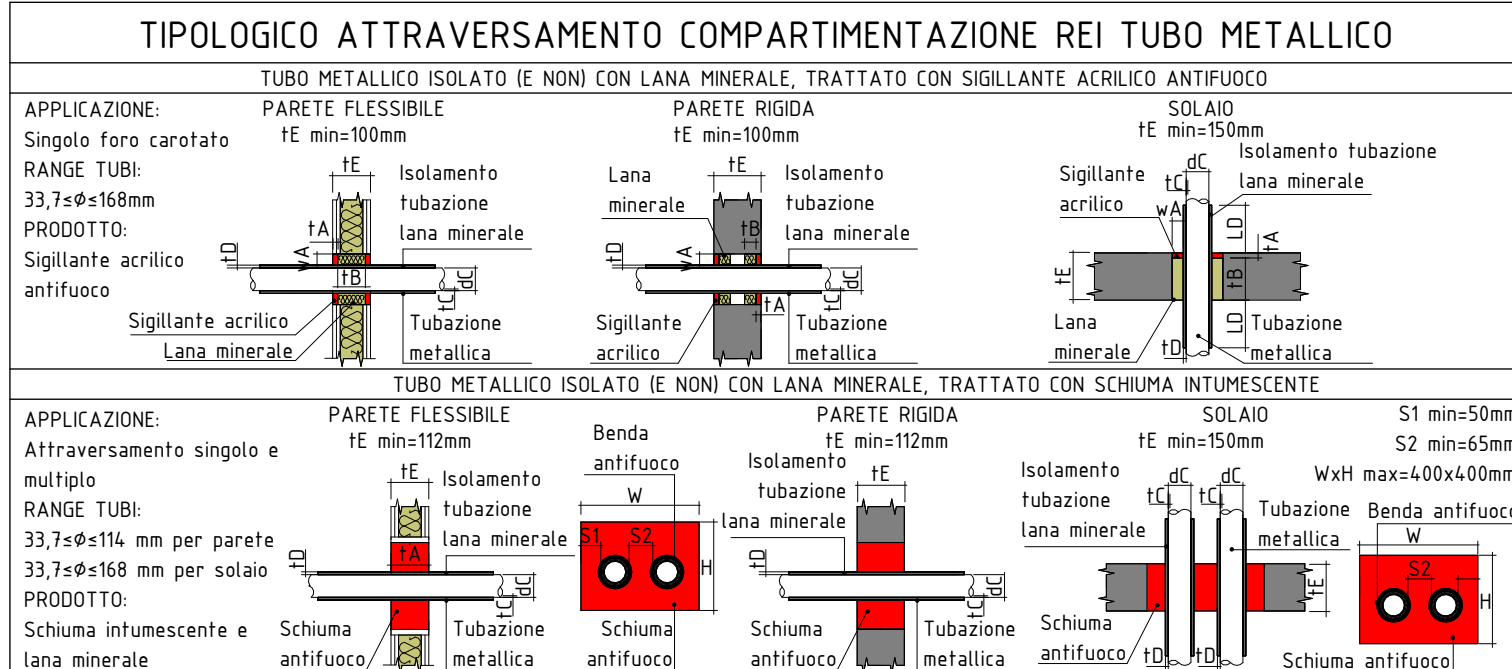 TIPOLOGICO ATTRAVERSAMENTO COMPARTIMENTAZIONE REI TUBO METALLICO
TUBO METALLICO ISOLATO (E NON) CON LANA MINERALE, TRATTATO CON SIGILLANTE ACRILICO ANTIFUOCO
APPLICAZIONE:
Singolo foro carotato
RANGE TUBI:
33,7≤ø≤168mm
PRODOTTO:
Sigillante acrilico
antifuoco
PARETE FLESSIBILE
tE min=100mm
tE
Isolamento
tubazione
lana minerale
tA
tD
wA
tB
dC
tC
Sigillante acrilico
Lana minerale
Tubazione
metallica
PARETE RIGIDA
tE min=100mm
tE
Lana
minerale
Isolamento
tubazione
lana minerale
tB
tD
wA
dC
tC
tA
Sigillante
acrilico
Tubazione
metallica
SOLAIO
tE min=150mm
dC
Isolamento tubazione
lana minerale
Sigillante
acrilico
tC
wA
LD
tA
tE
tB
LD
Lana
minerale
tD
Tubazione
metallica
TUBO METALLICO ISOLATO (E NON) CON LANA MINERALE, TRATTATO CON SCHIUMA INTUMESCENTE
APPLICAZIONE:
Attraversamento singolo e
multiplo
RANGE TUBI:
33,7≤ø≤114 mm per parete
33,7≤ø≤168 mm per solaio
PRODOTTO:
Schiuma intumescente e
lana minerale
PARETE FLESSIBILE
tE min=112mm
tE
Isolamento
tubazione
lana minerale
tA
tD
dC
tC
Schiuma
antifuoco
Tubazione
metallica
Benda
antifuoco
W
S1
S2
H
Schiuma
antifuoco
PARETE RIGIDA
tE min=112mm
tE
Isolamento
tubazione
lana minerale
tD
dC
tC
Schiuma
antifuoco
Tubazione
metallica
SOLAIO
tE min=150mm
Isolamento
tubazione
lana minerale
dC
dC
tC
tC
Tubazione
metallica
tE
Schiuma
antifuoco
tD
tD
S1 min=50mm
S2 min=65mm
WxH max=400x400mm
Benda antifuoco
W
S2
H
Schiuma antifuoco